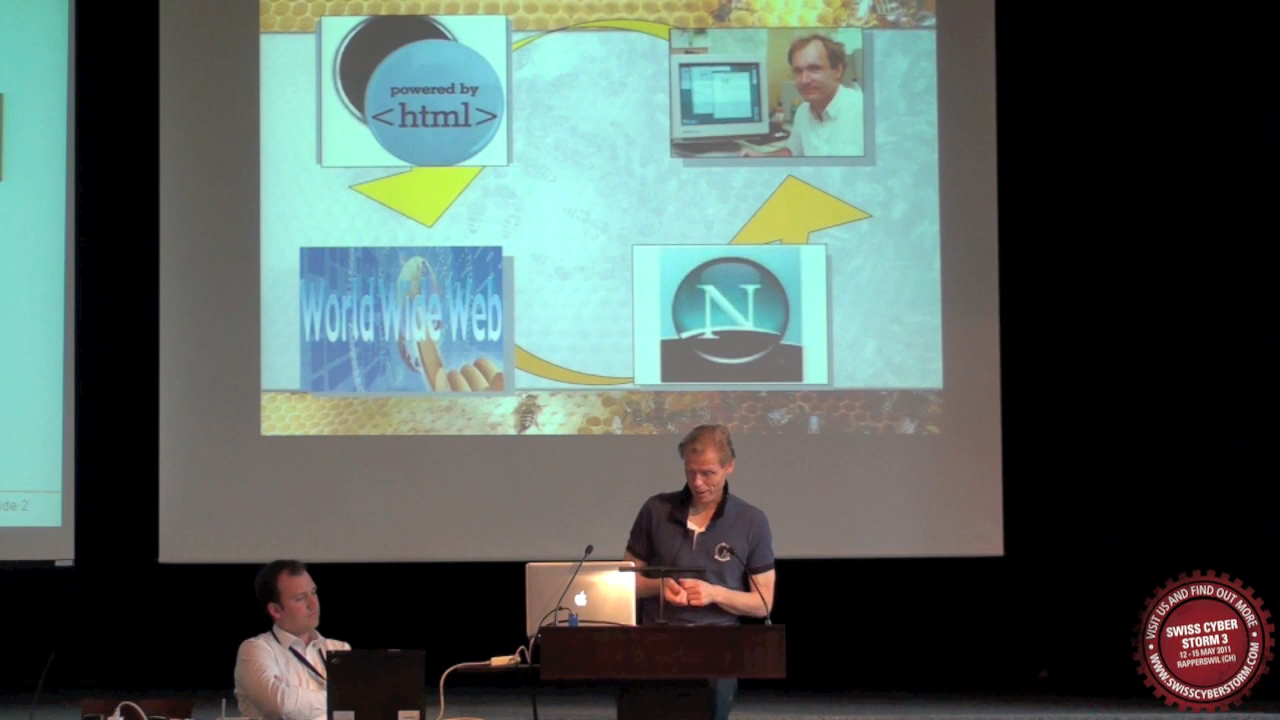 powered by
<html>
World Wide Web
N
ide 2
VISIT US AND FIND OUT MORE
SWISS CYBER
STORM 3
12 - 15 MAY 2011
RAPPERSWIL (CH)
WWW.SWISSCYBERSTORM.COM